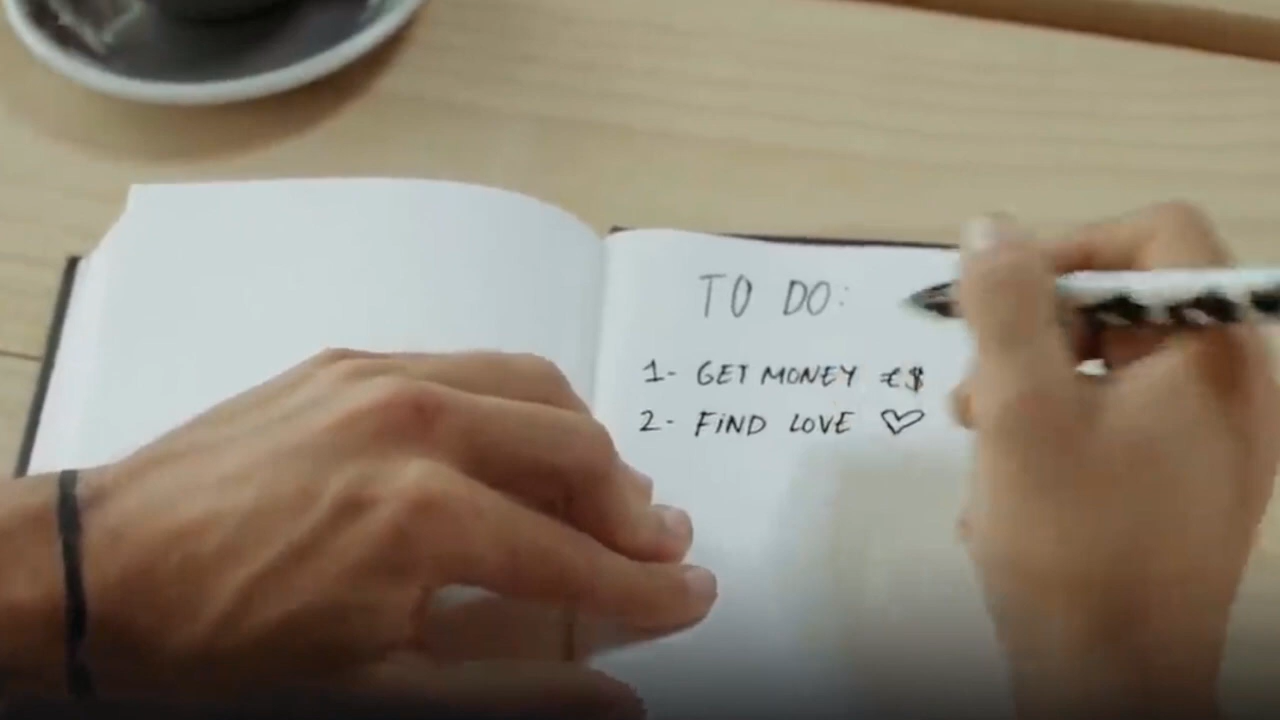 TO DO:
1- GET MONEY €$
2- FiND LOVE ♡